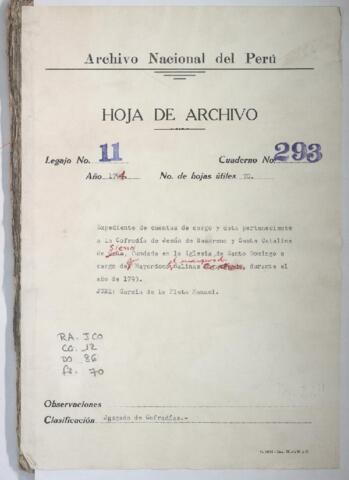 Archivo Nacional del Perú
HOJA DE ARCHIVO
Legajo No. 11 Cuaderno No. 293
Año 1794 No. de hojas útiles 70.
Expediente de cuentas de cargo y data perteneciente
a la Cofradía de Jesús de Nazareno y Santa Catalina
Siena
de, fundada en la Iglesia de Santo Domingo a
cargo del Mayordomo Salinas, durante el
año de 1793.
JUEZ: García de la Plata Manuel.
RA. JCO
CO. 12
DO 86
fs. 70
Observaciones
Clasificación Juzgado de Cofradías.-